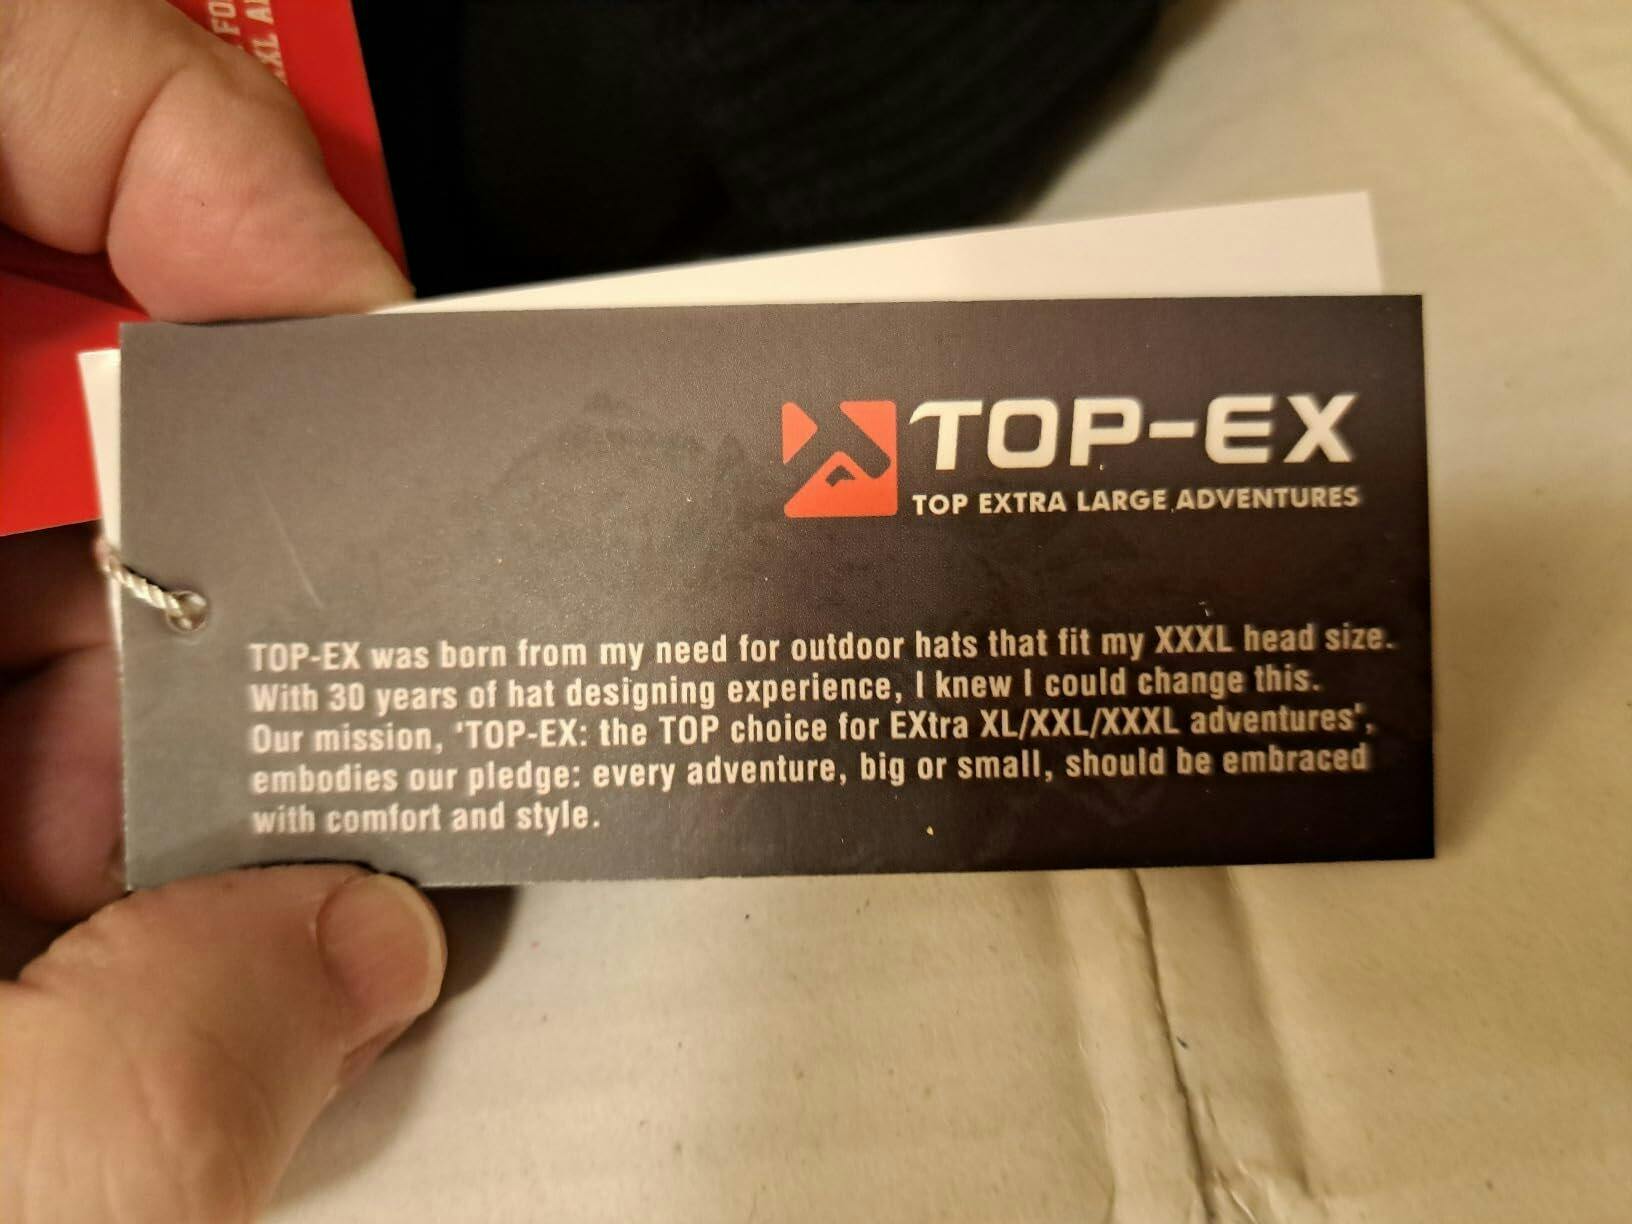 FO
XXL A
TOP-EX
TOP EXTRA LARGE ADVENTURES
TOP-EX was born from my need for outdoor hats that fit my XXXL head size.
With 30 years of hat designing experience, I knew I could change this.
Our mission, 'TOP-EX: the TOP choice for EXtra XL/XXL/XXXL adventures',
embodies our pledge: every adventure, big or small, should be embraced
with comfort and style.